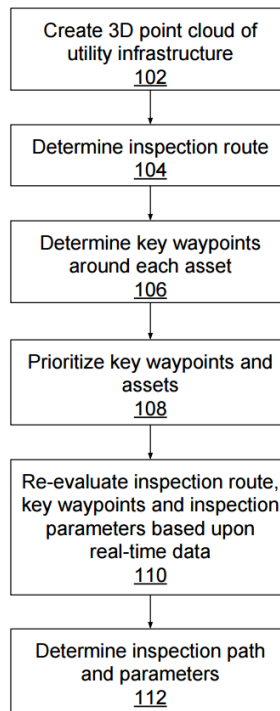 Create 3D point cloud of
utility infrastructure
102
Determine inspection route
104
Determine key waypoints
around each asset
106
Prioritize key waypoints and
assets
108
Re-evaluate inspection route,
key waypoints and inspection
parameters based upon
real-time data
110
Determine inspection path
and parameters
112